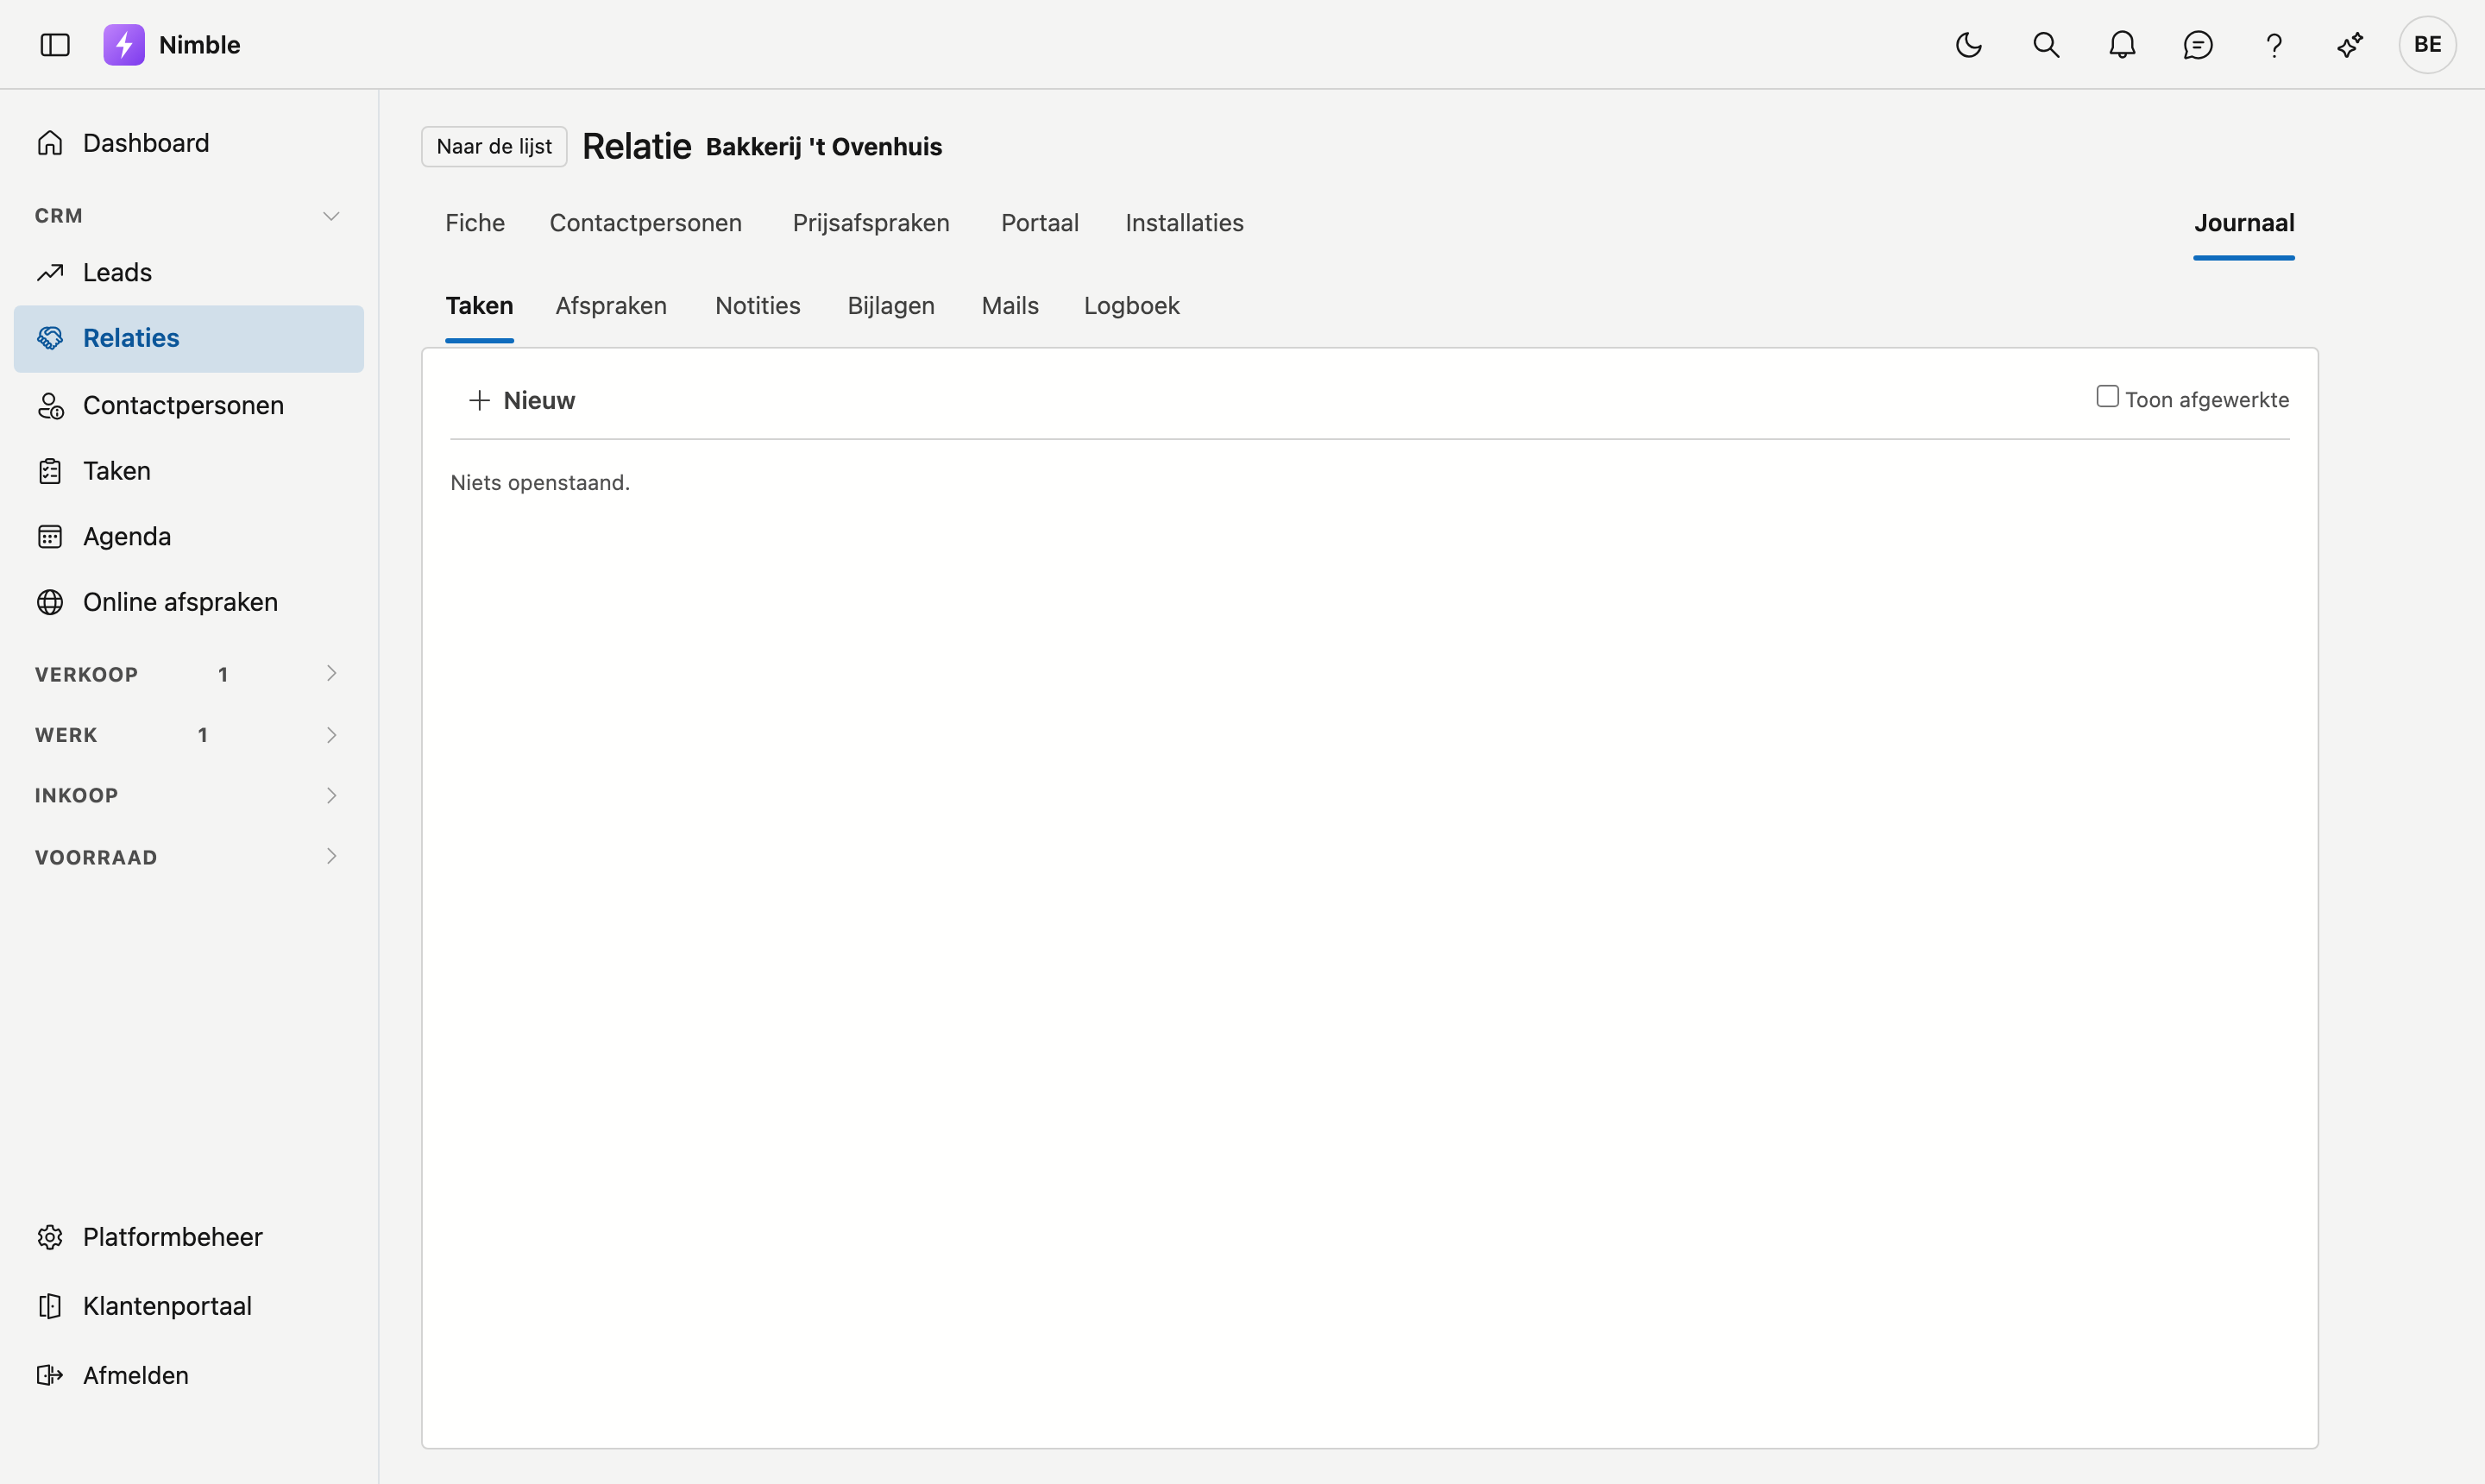 Nimble
BE
Dashboard
CRM
Leads
Relaties
Contactpersonen
Taken
Agenda
Online afspraken
VERKOOP 1
WERK 1
INKOOP
VOORRAAD
Platformbeheer
Klantenportaal
Afmelden
Naar de lijst Relatie Bakkerij 't Ovenhuis
Fiche Contactpersonen Prijsafspraken Portaal Installaties Journaal
Taken Afspraken Notities Bijlagen Mails Logboek
Nieuw Toon afgewerkte
Niets openstaand.